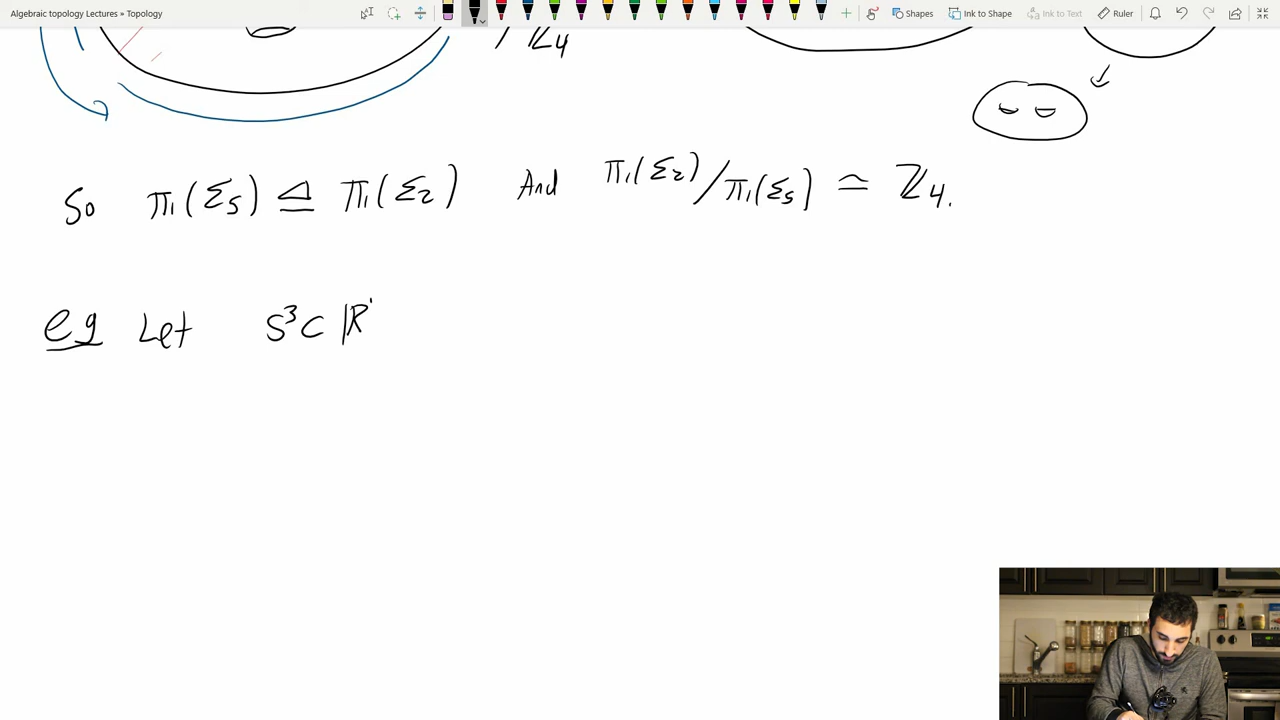 Algebraic topology Lectures » Topology
Shapes Ink to Shape Ink to Text Ruler
/ ℤ₄
So π₁(Σ₅) ⊴ π₁(Σ₂) And π₁(Σ₂)/π₁(Σ₅) ≃ ℤ₄.
eg Let S³ ⊂ ℝ'